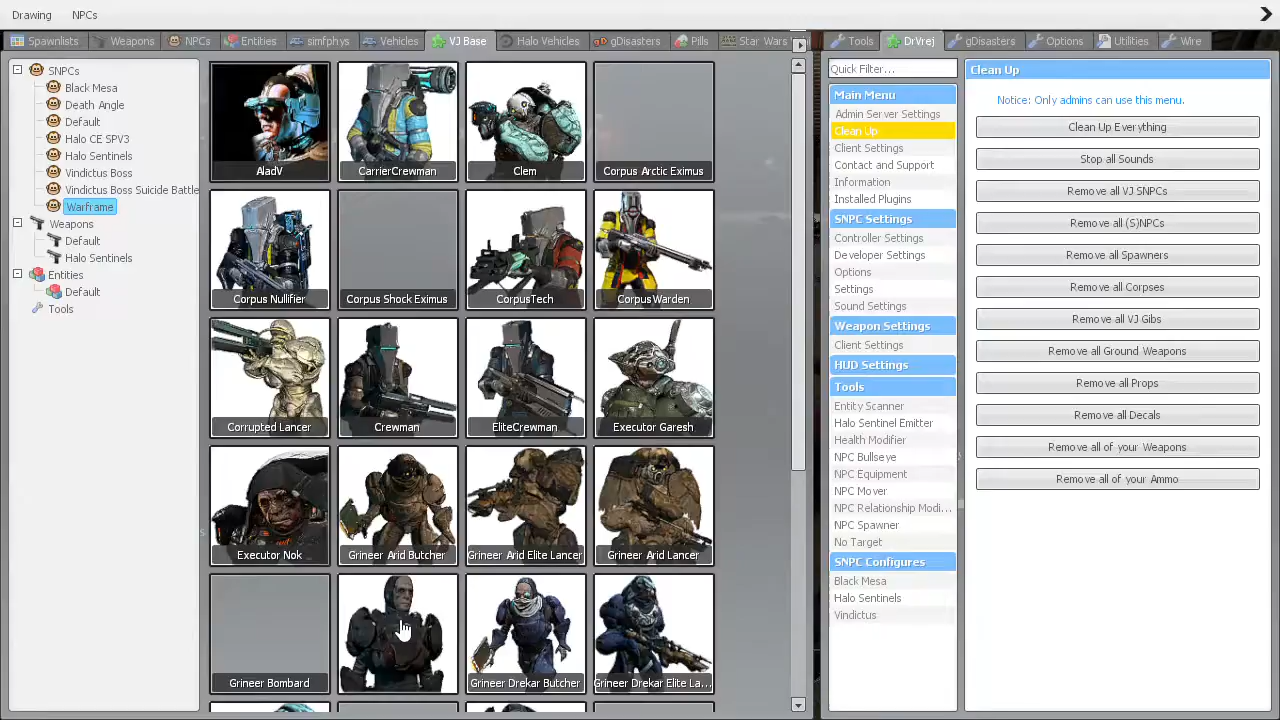 Drawing NPCs
Spawnlists Weapons NPCs Entities simfphys Vehicles VJ Base Halo Vehicles gDisasters Pills Star Wars
Tools DrVrej gDisasters Options Utilities Wire
SNPCs
Black Mesa
Death Angle
Default
Halo CE SPV3
Halo Sentinels
Vindictus Boss
Vindictus Boss Suicide Battle
Warframe
Weapons
Default
Halo Sentinels
Entities
Default
Tools
AladV CarrierCrewman Clem Corpus Arctic Eximus
Corpus Nullifier Corpus Shock Eximus CorpusTech CorpusWarden
Corrupted Lancer Crewman EliteCrewman Executor Garesh
Executor Nok Grineer Arid Butcher Grineer Arid Elite Lancer Grineer Arid Lancer
Grineer Bombard Grineer Drekar Butcher Grineer Drekar Elite La...
Quick Filter...
Main Menu
Admin Server Settings
Clean Up
Client Settings
Contact and Support
Information
Installed Plugins
SNPC Settings
Controller Settings
Developer Settings
Options
Settings
Sound Settings
Weapon Settings
Client Settings
HUD Settings
Tools
Entity Scanner
Halo Sentinel Emitter
Health Modifier
NPC Bullseye
NPC Equipment
NPC Mover
NPC Relationship Modi...
NPC Spawner
No Target
SNPC Configures
Black Mesa
Halo Sentinels
Vindictus
Clean Up
Notice: Only admins can use this menu.
Clean Up Everything
Stop all Sounds
Remove all VJ SNPCs
Remove all (S)NPCs
Remove all Spawners
Remove all Corpses
Remove all VJ Gibs
Remove all Ground Weapons
Remove all Props
Remove all Decals
Remove all of your Weapons
Remove all of your Ammo